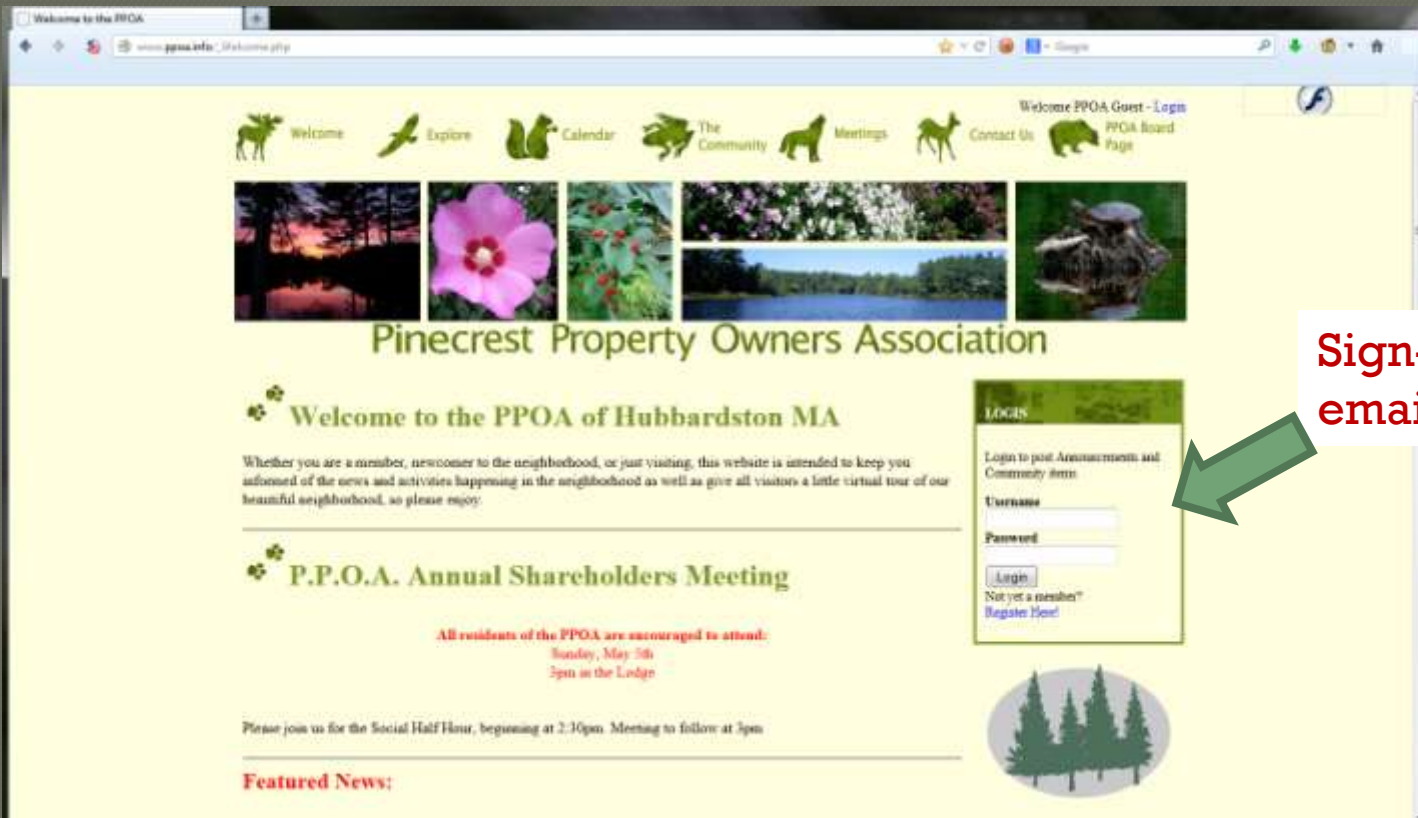 Welcome to the PPOA
www.ppoa.info/_Welcome.php
Google
Welcome PPOA Guest - Login
Welcome
Explore
Calendar
The
Community
Meetings
Contact Us
PPOA Board
Page
Pinecrest Property Owners Association
Sign-
emai
Welcome to the PPOA of Hubbardston MA
Whether you are a member, newcomer to the neighborhood, or just visiting, this website is intended to keep you
informed of the news and activities happening in the neighborhood as well as give all visitors a little virtual tour of our
beautiful neighborhood, so please enjoy.
LOGIN
Login to post Announcements and
Community items
Username
Password
Login
Not yet a member?
Register Here!
P.P.O.A. Annual Shareholders Meeting
All residents of the PPOA are encouraged to attend:
Sunday, May 5th
3pm at the Lodge
Please join us for the Social Half Hour, beginning at 2:30pm. Meeting to follow at 3pm
Featured News: